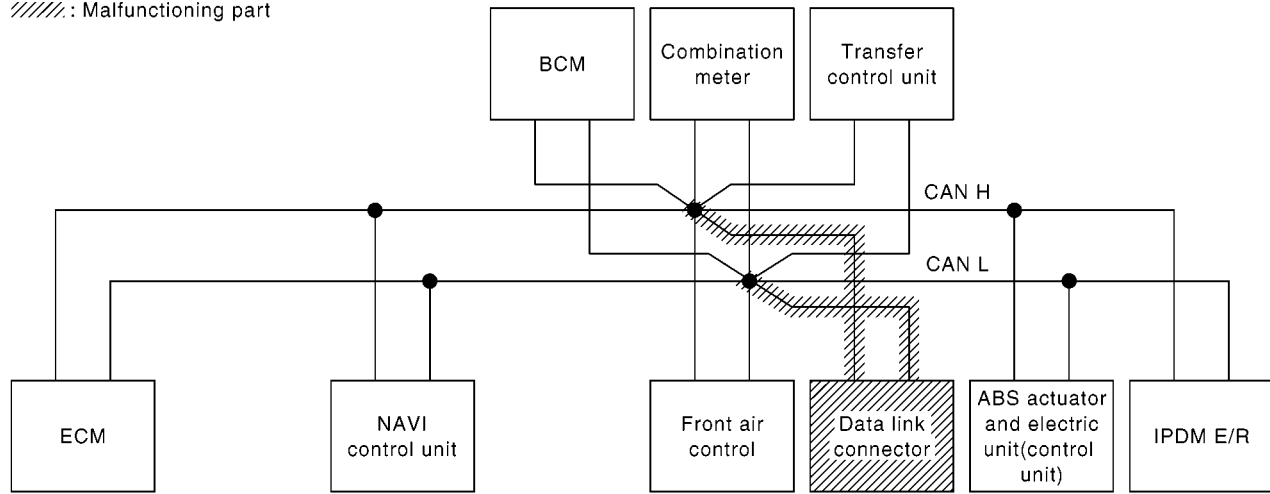 : Malfunctioning part
BCM
Combination
meter
Transfer
control unit
CAN H
CAN L
ECM
NAVI
control unit
Front air
control
Data link
connector
ABS actuator
and electric
unit(control
unit)
IPDM E/R